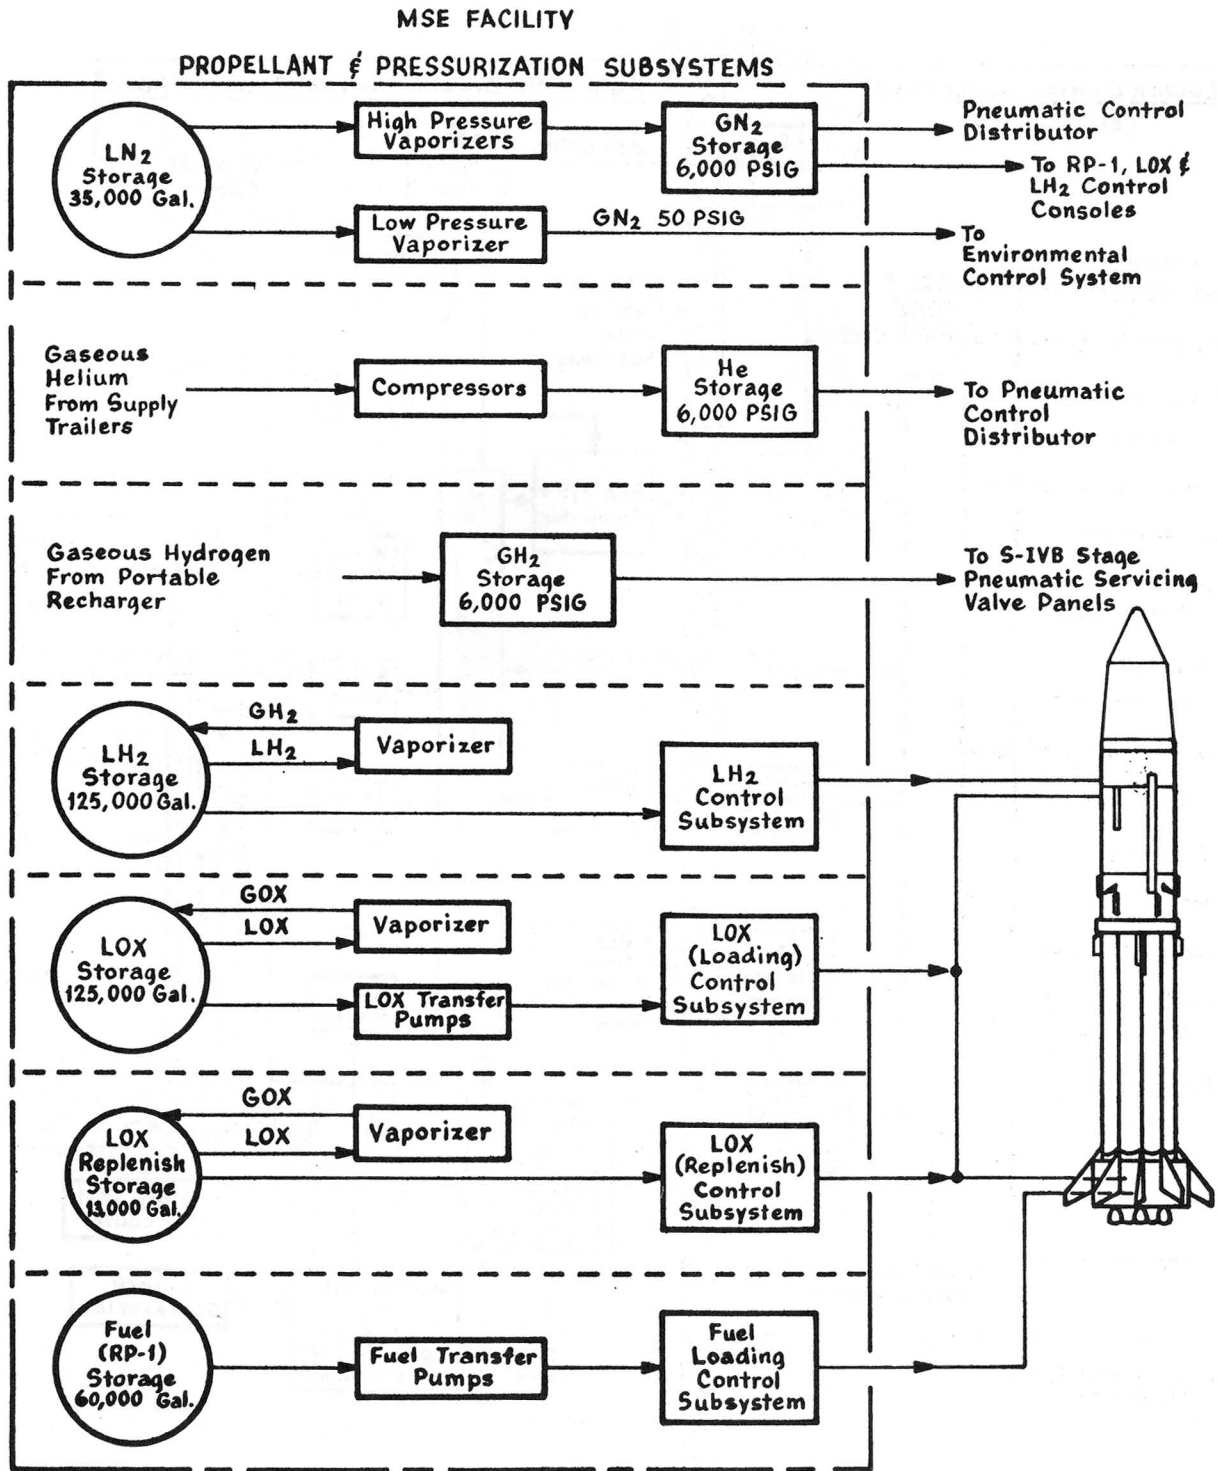 MSE FACILITY
PROPELLANT & PRESSURIZATION SUBSYSTEMS
LN2
Storage
35,000 Gal.
High Pressure
Vaporizers
GN2
Storage
6,000 PSIG
Pneumatic Control
Distributor
To RP-1, LOX &
LH2 Control
Consoles
Low Pressure
Vaporizer
GN2 50 PSIG
To
Environmental
Control System
Gaseous
Helium
From Supply
Trailers
Compressors
He
Storage
6,000 PSIG
To Pneumatic
Control
Distributor
Gaseous Hydrogen
From Portable
Recharger
GH2
Storage
6,000 PSIG
To S-IVB Stage
Pneumatic Servicing
Valve Panels
LH2
Storage
125,000 Gal.
GH2
LH2
Vaporizer
LH2
Control
Subsystem
LOX
Storage
125,000 Gal.
GOX
LOX
Vaporizer
LOX Transfer
Pumps
LOX
(Loading)
Control
Subsystem
LOX
Replenish
Storage
13,000 Gal.
GOX
LOX
Vaporizer
LOX
(Replenish)
Control
Subsystem
Fuel
(RP-1)
Storage
60,000 Gal.
Fuel Transfer
Pumps
Fuel
Loading
Control
Subsystem